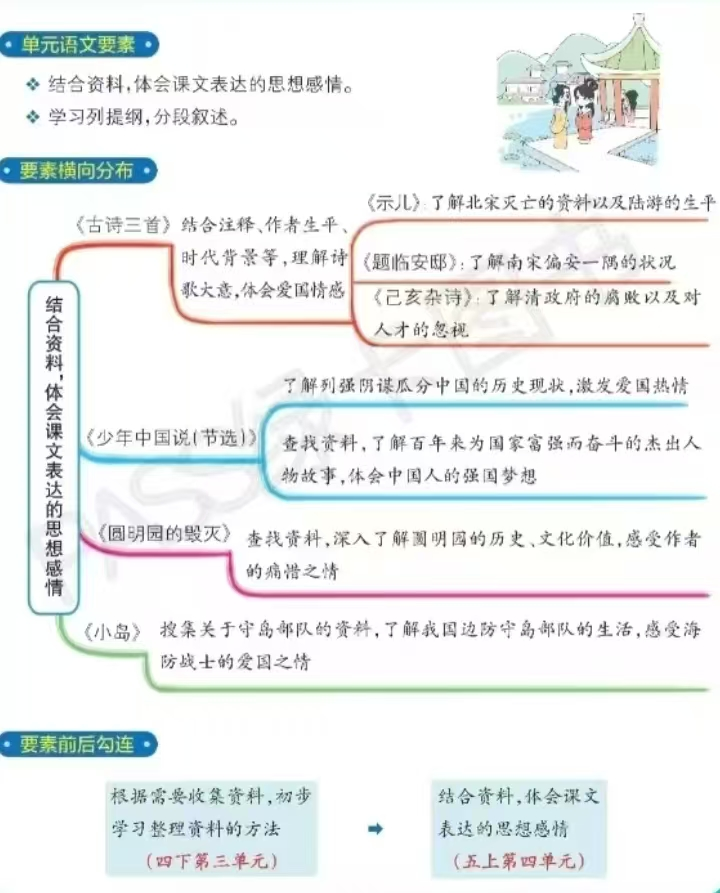 单元语文要素
❖ 结合资料,体会课文表达的思想感情。
❖ 学习列提纲,分段叙述。
要素横向分布
结合资料,体会课文表达的思想感情
《古诗三首》
结合注释、作者生平、
时代背景等,理解诗
歌大意,体会爱国情感
《示儿》:了解北宋灭亡的资料以及陆游的生平
《题临安邸》:了解南宋偏安一隅的状况
《己亥杂诗》:了解清政府的腐败以及对
人才的忽视
《少年中国说(节选)》
了解列强阴谋瓜分中国的历史现状,激发爱国热情
查找资料,了解百年来为国家富强而奋斗的杰出人
物故事,体会中国人的强国梦想
《圆明园的毁灭》
查找资料,深入了解圆明园的历史、文化价值,感受作者
的痛惜之情
《小岛》
搜集关于守岛部队的资料,了解我国边防守岛部队的生活,感受海
防战士的爱国之情
要素前后勾连
根据需要收集资料,初步
学习整理资料的方法
(四下第三单元)
➡
结合资料,体会课文
表达的思想感情
(五上第四单元)